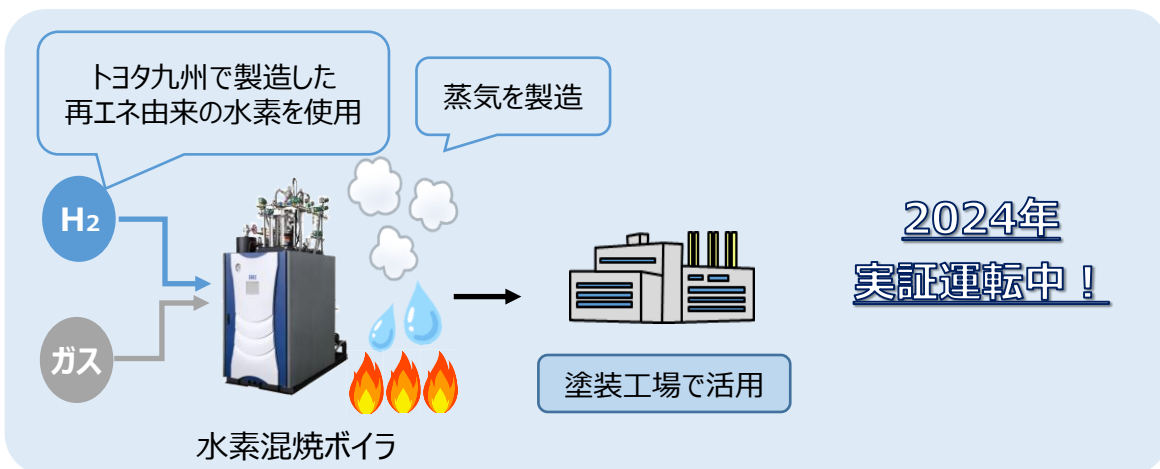 トヨタ九州で製造した
再エネ由来の水素を使用
蒸気を製造
H2
ガス
水素混焼ボイラ
塗装工場で活用
2024年
実証運転中！